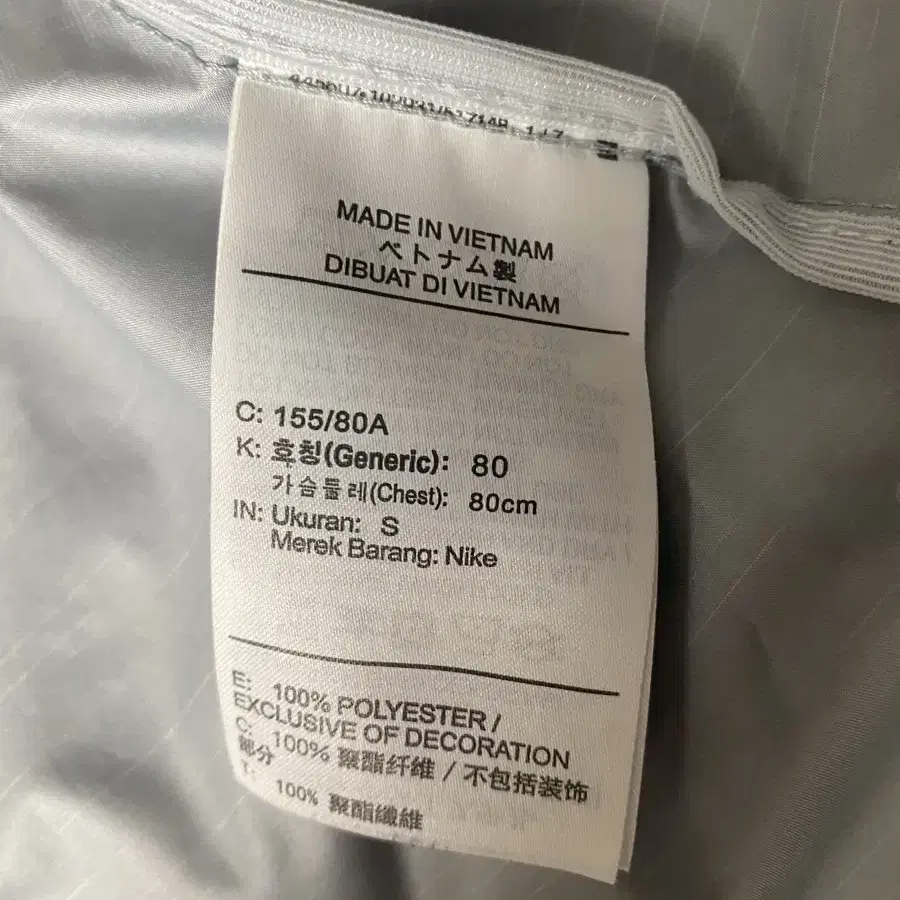 MADE IN VIETNAM
ベトナム製
DIBUAT DI VIETNAM
C: 155/80A
K: 호칭(Generic): 80
가슴둘레(Chest): 80cm
IN: Ukuran: S
Merek Barang: Nike
E: 100% POLYESTER /
EXCLUSIVE OF DECORATION
C: 100% 聚酯纤维 / 不包括装饰
部分
T: 100% 聚酯纖維